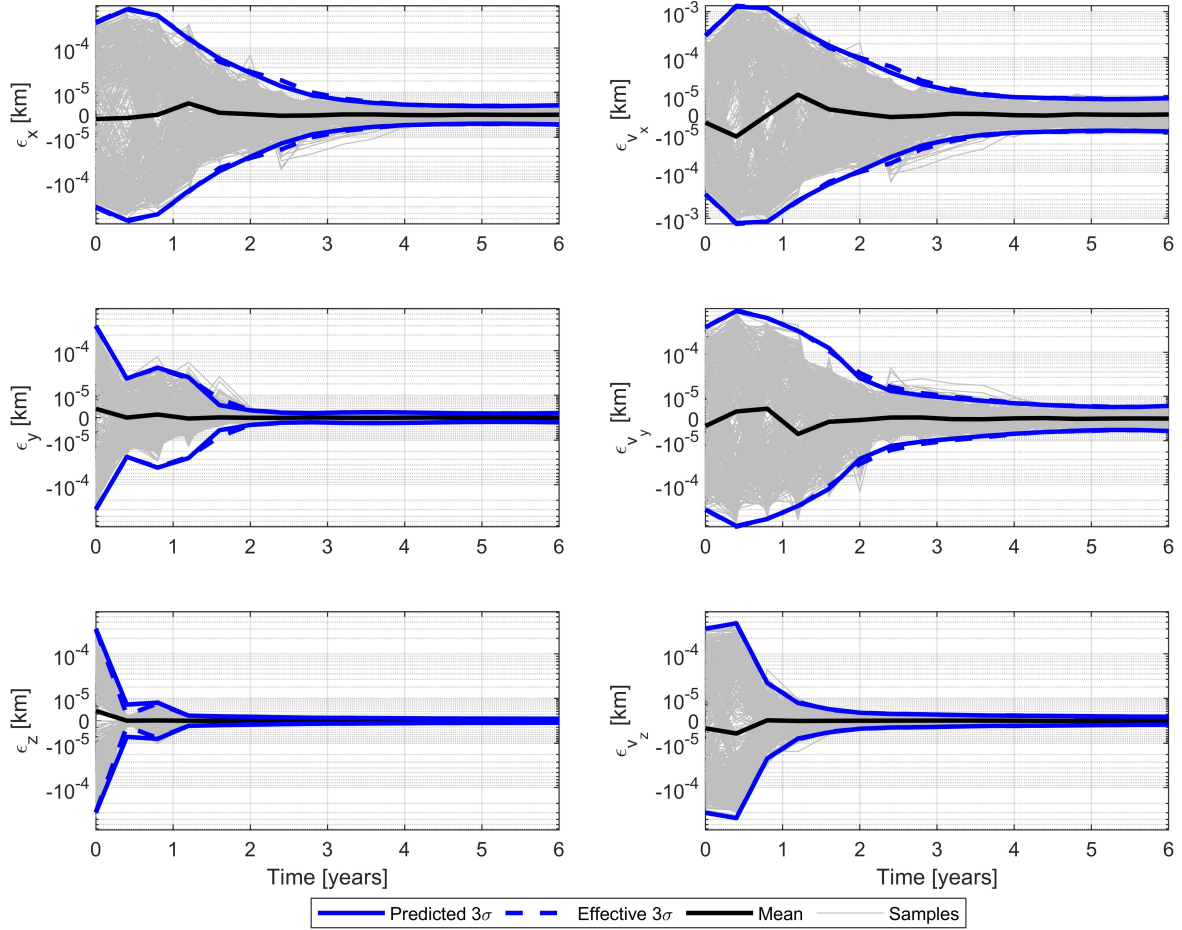 ϵx [km]
10-4
10-5
0
-10-5
-10-4
0 1 2 3 4 5 6
ϵvx [km]
10-3
10-4
10-5
0
-10-5
-10-4
-10-3
0 1 2 3 4 5 6
ϵy [km]
10-4
10-5
0
-10-5
-10-4
0 1 2 3 4 5 6
ϵvy [km]
10-4
10-5
0
-10-5
-10-4
0 1 2 3 4 5 6
ϵz [km]
10-4
10-5
0
-10-5
-10-4
0 1 2 3 4 5 6
Time [years]
ϵvz [km]
10-4
10-5
0
-10-5
-10-4
0 1 2 3 4 5 6
Time [years]
Predicted 3σ Effective 3σ Mean Samples